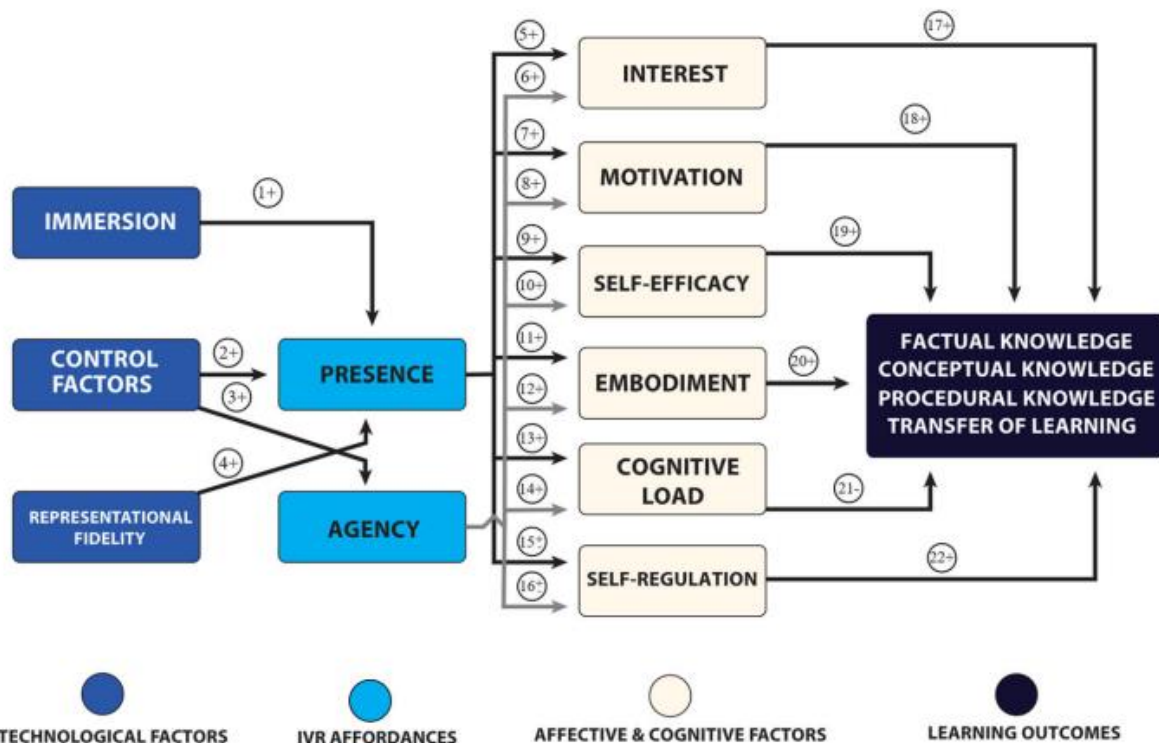 5+
17+
INTEREST
6+
7+
18+
MOTIVATION
8+
1+
IMMERSION
9+
19+
SELF-EFFICACY
10+
2+
CONTROL
FACTORS
3+
PRESENCE
11+
20+
EMBODIMENT
12+
FACTUAL KNOWLEDGE
CONCEPTUAL KNOWLEDGE
PROCEDURAL KNOWLEDGE
TRANSFER OF LEARNING
4+
13+
COGNITIVE
LOAD
14+
21-
REPRESENTATIONAL
FIDELITY
AGENCY
15±
22+
SELF-REGULATION
16±
TECHNOLOGICAL FACTORS
IVR AFFORDANCES
AFFECTIVE & COGNITIVE FACTORS
LEARNING OUTCOMES